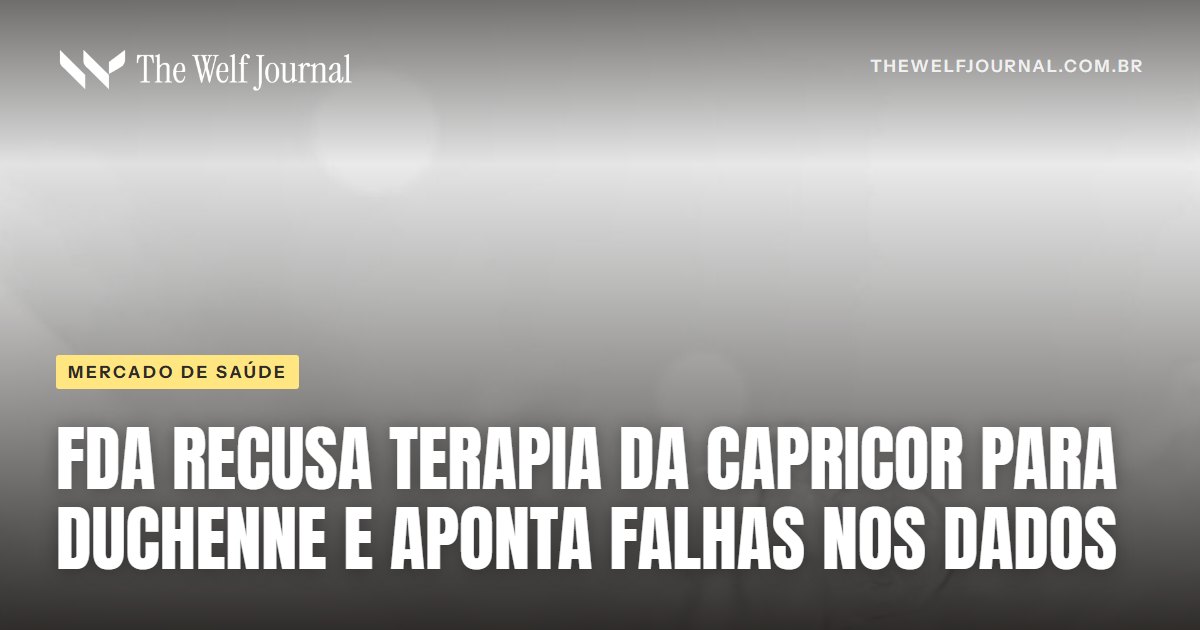 The Welf Journal
THEWELFJOURNAL.COM.BR
MERCADO DE SAÚDE
FDA RECUSA TERAPIA DA CAPRICOR PARA
DUCHENNE E APONTA FALHAS NOS DADOS